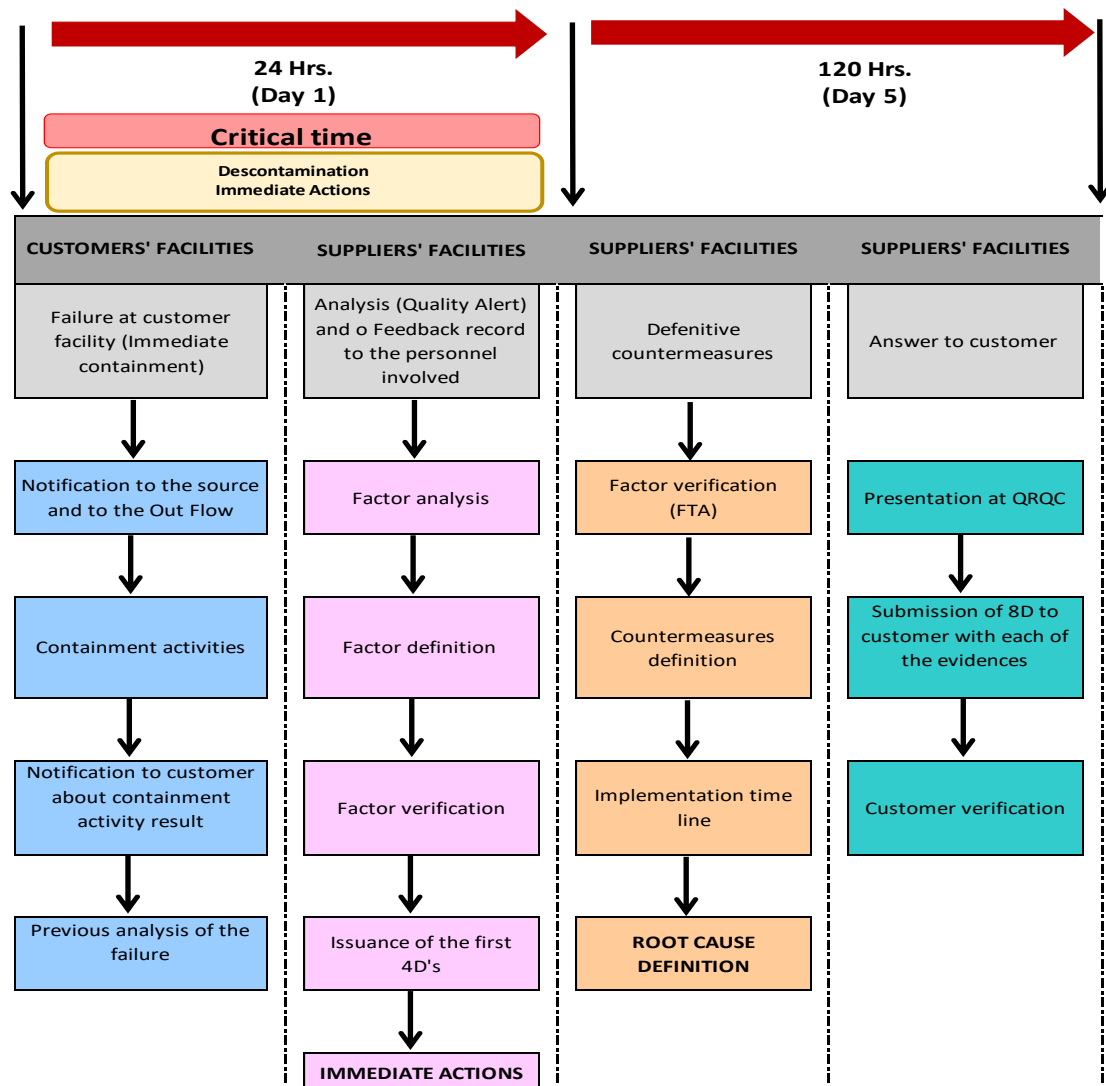 24 Hrs.
(Day 1)
120 Hrs.
(Day 5)
Critical time
Descontamination
Immediate Actions
CUSTOMERS' FACILITIES
SUPPLIERS' FACILITIES
SUPPLIERS' FACILITIES
SUPPLIERS' FACILITIES
Failure at customer
facility (Immediate
containment)
Analysis (Quality Alert)
and o Feedback record
to the personnel
involved
Defenitive
countermeasures
Answer to customer
Notification to the source
and to the Out Flow
Factor analysis
Factor verification
(FTA)
Presentation at QRQC
Containment activities
Factor definition
Countermeasures
definition
Submission of 8D to
customer with each of
the evidences
Notification to customer
about containment
activity result
Factor verification
Implementation time
line
Customer verification
Previous analysis of the
failure
Issuance of the first
4D's
ROOT CAUSE
DEFINITION
IMMEDIATE ACTIONS